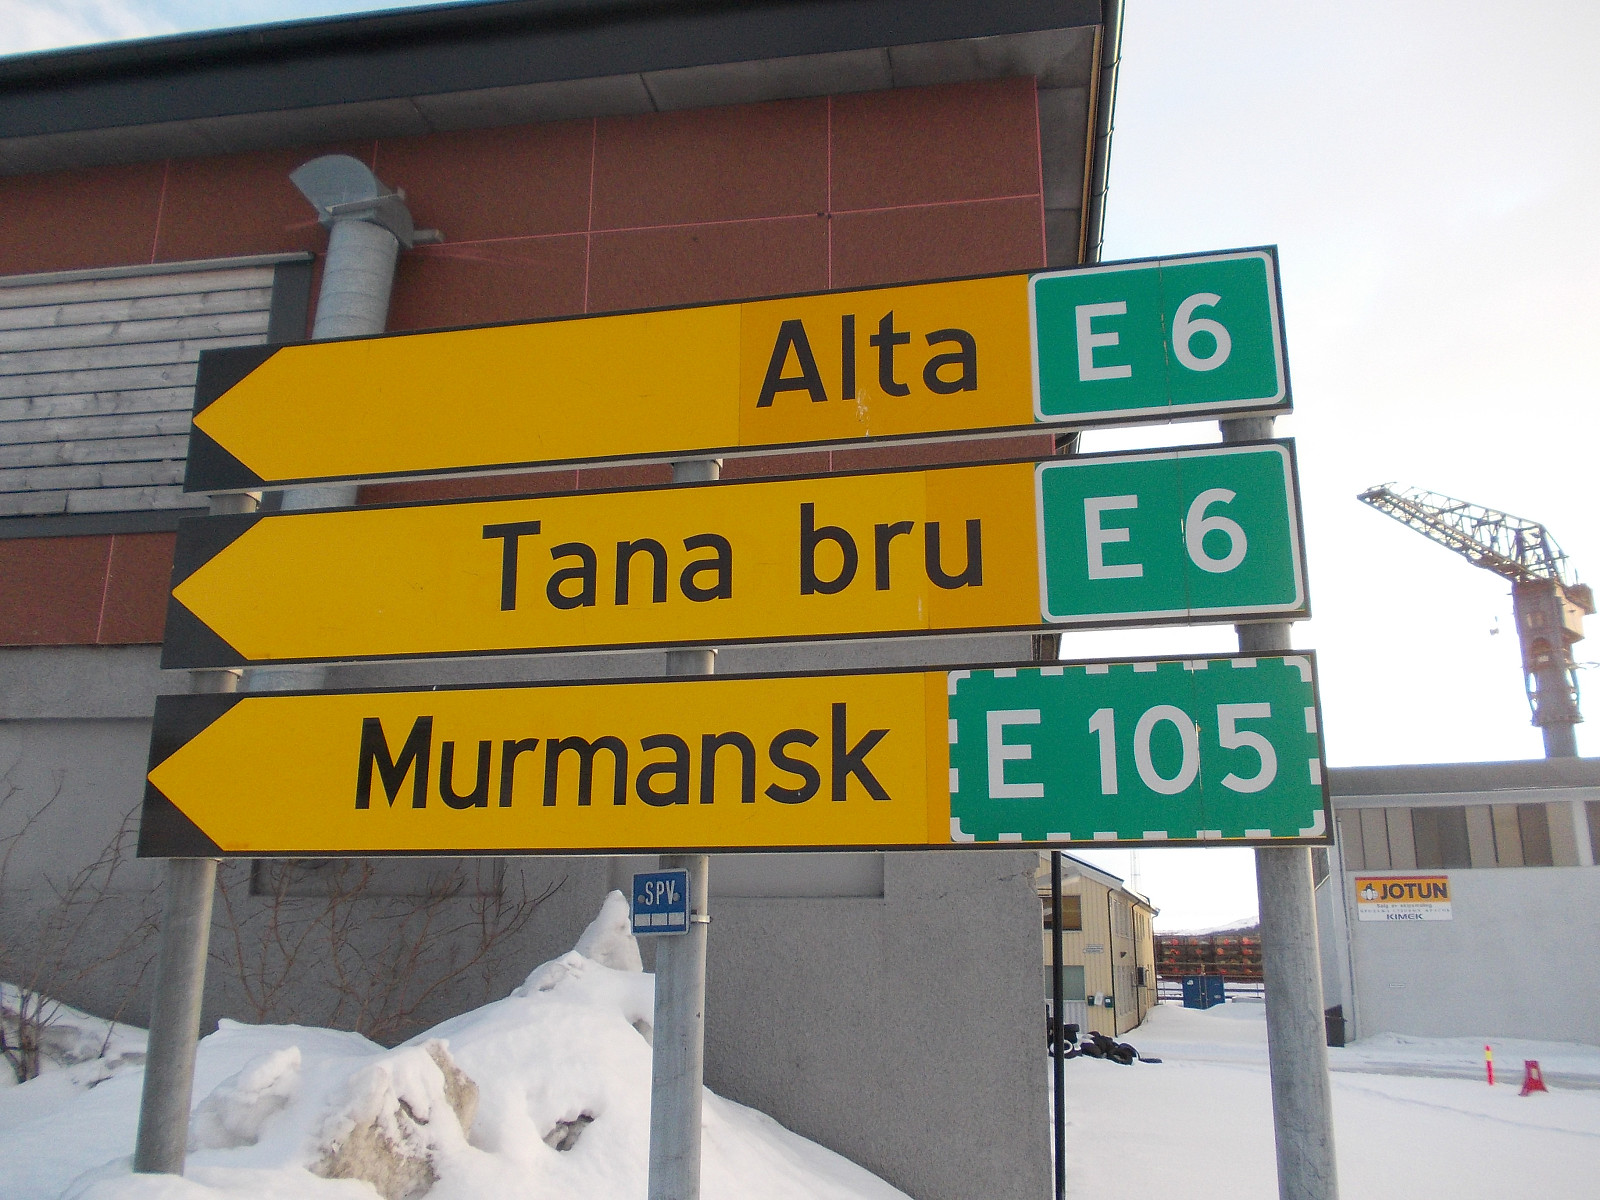 Alta E 6
Tana bru E 6
Murmansk E 105
SPV
JOTUN
KIMEK